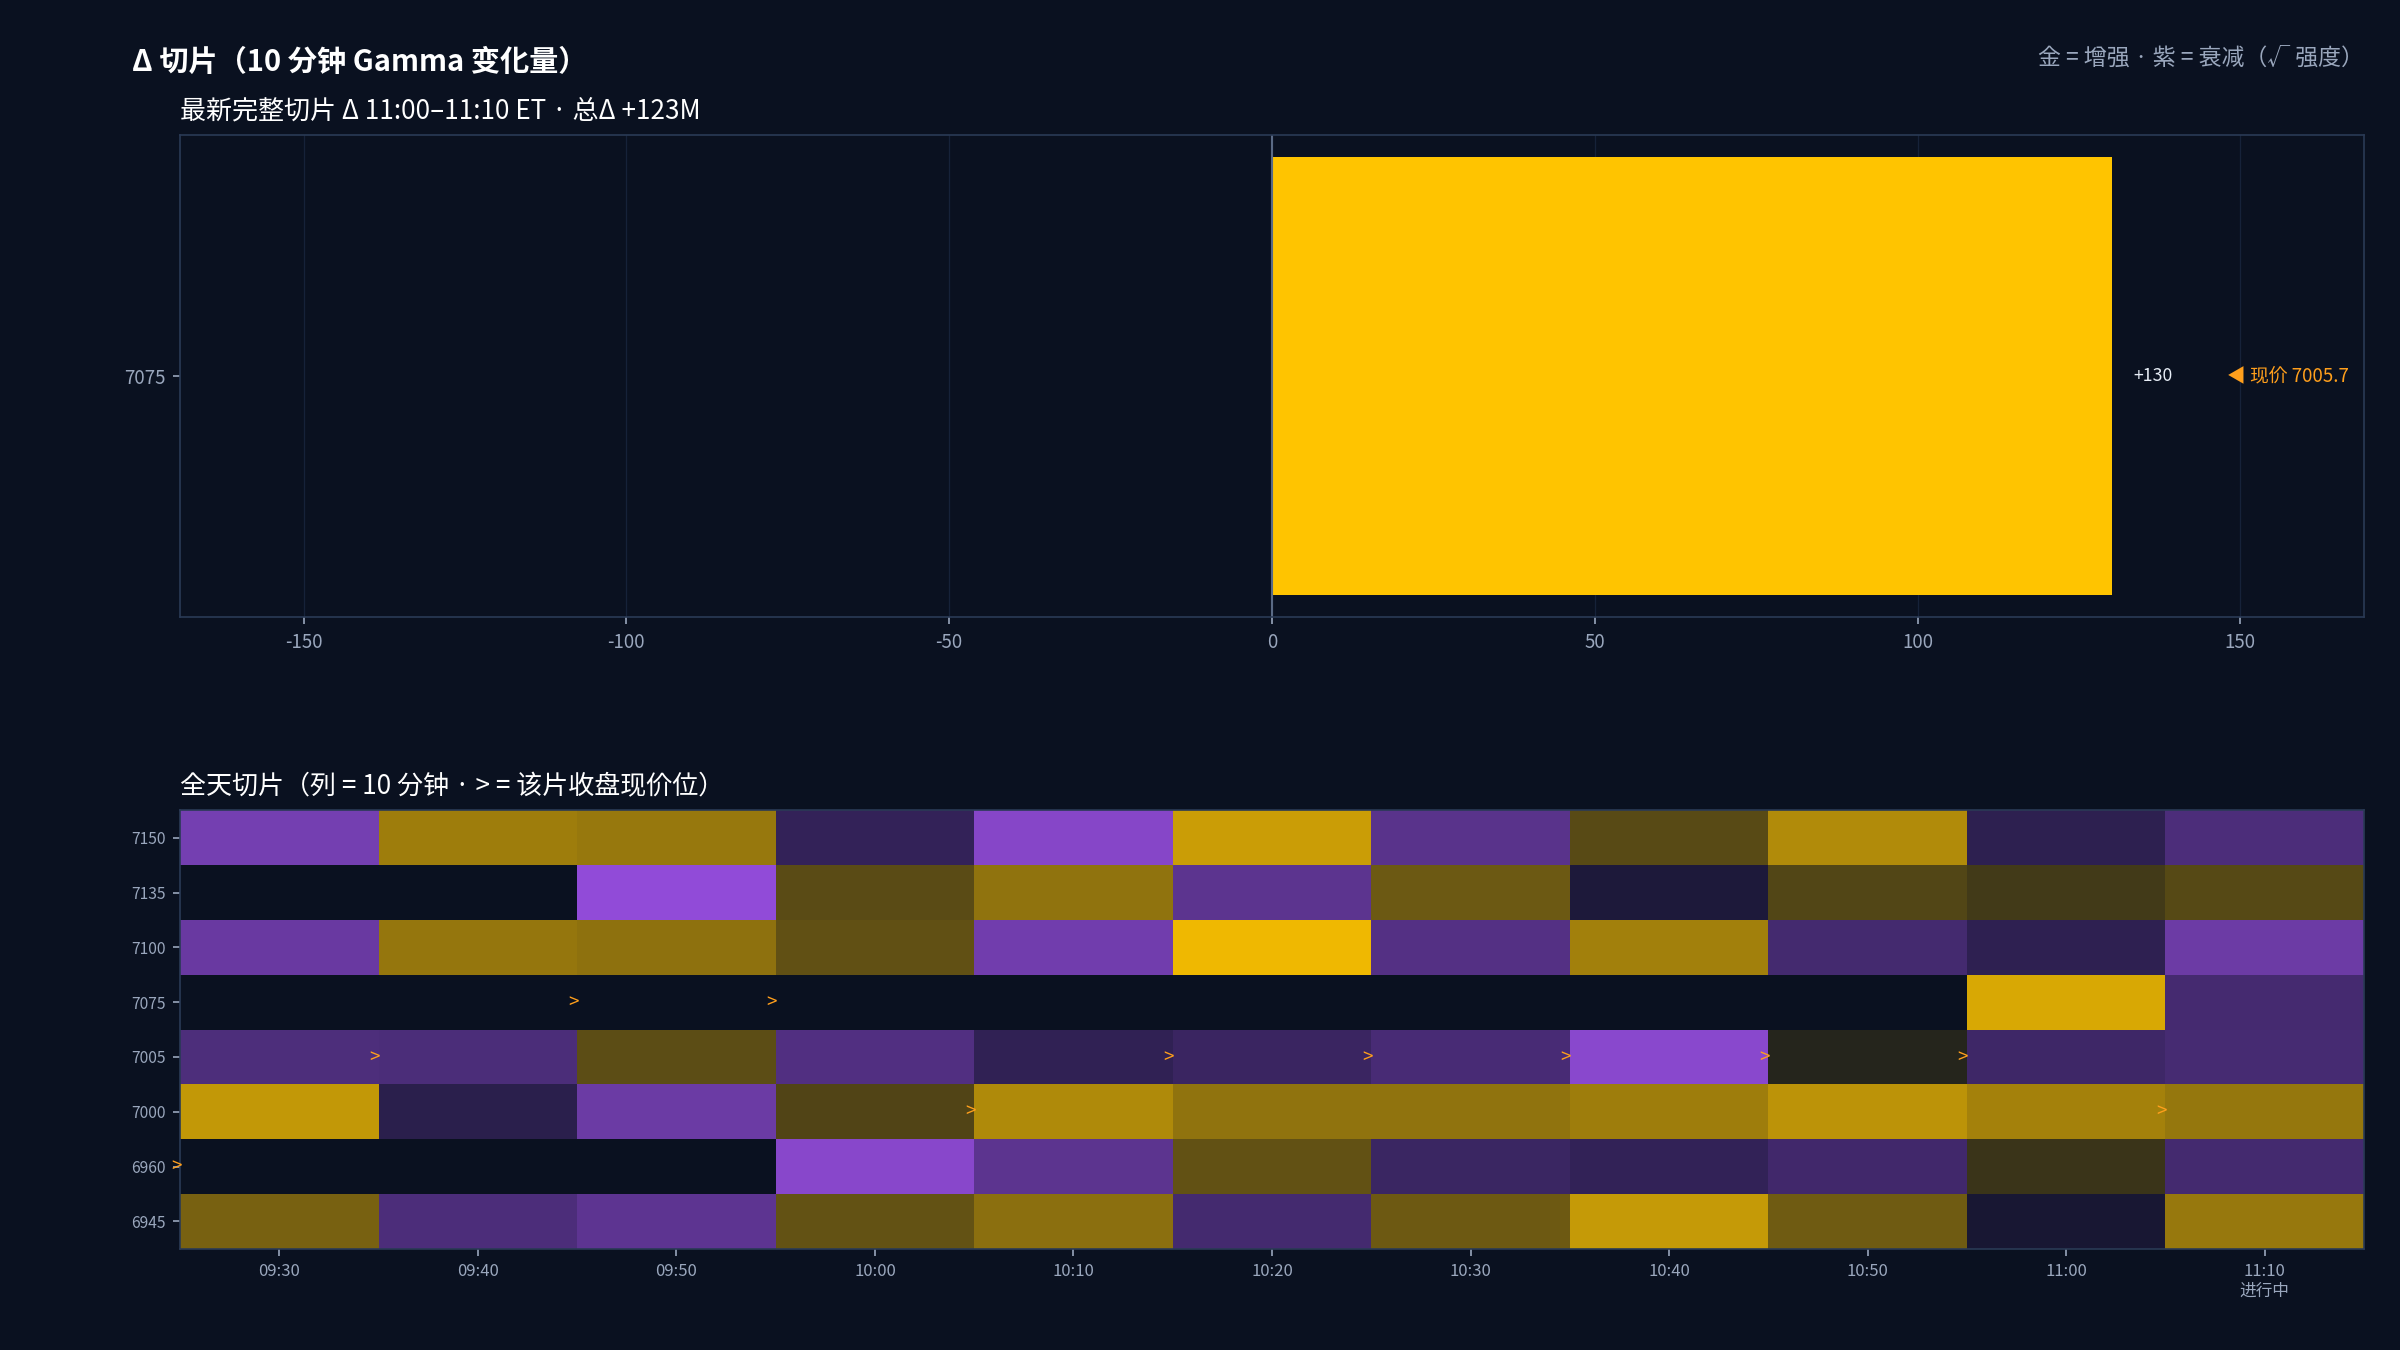 Δ 切片（10 分钟 Gamma 变化量）
金 = 增强 · 紫 = 衰减（√ 强度）
最新完整切片 Δ 11:00–11:10 ET · 总Δ +123M
7075
+130
◀ 现价 7005.7
-150 -100 -50 0 50 100 150
全天切片（列 = 10 分钟 · > = 该片收盘现价位）
7150
7135
7100
7075 > >
7005 > > > > > >
7000 > >
6960 >
6945
09:30 09:40 09:50 10:00 10:10 10:20 10:30 10:40 10:50 11:00 11:10
进行中